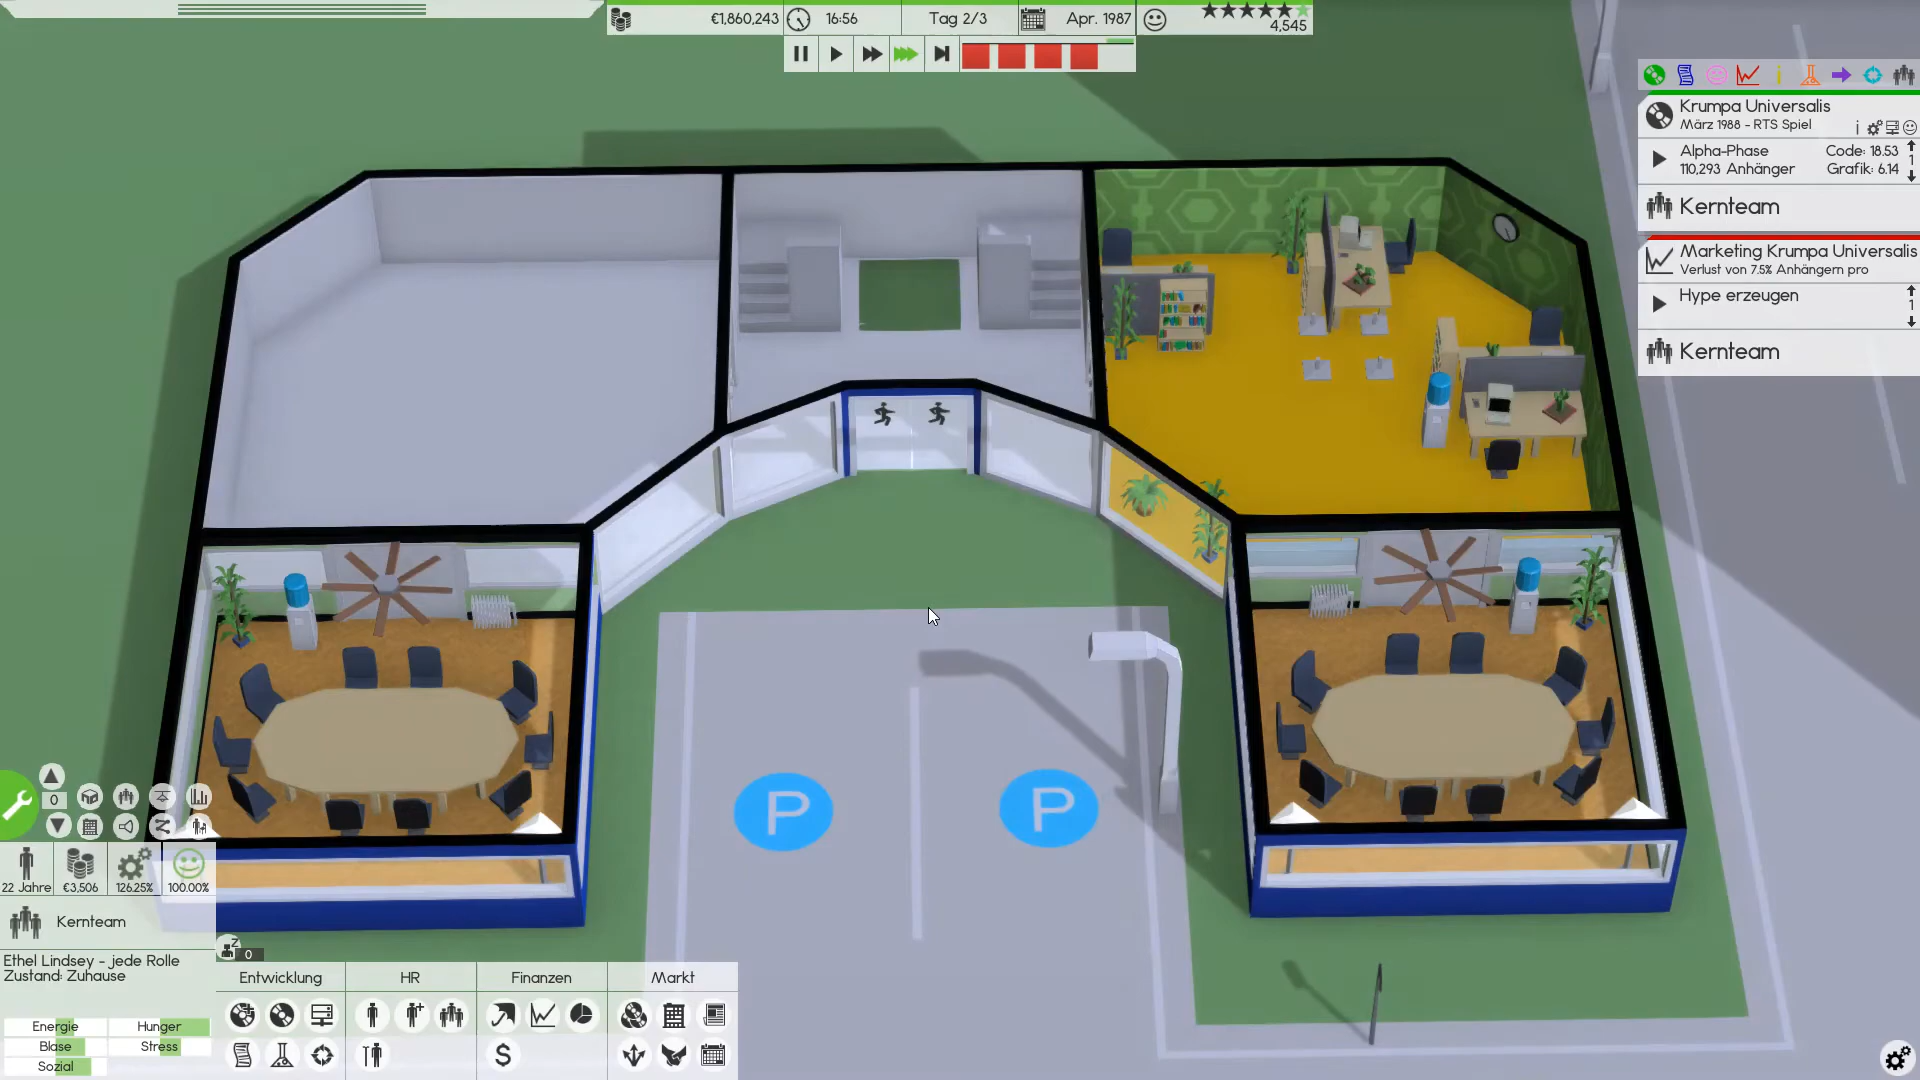 €1,860,243
16:56
Tag 2/3
Apr. 1987
4,545
Krumpa Universalis
März 1988 - RTS Spiel
Alpha-Phase
Code: 18.53
110,293 Anhänger
Grafik: 6.14
1
Kernteam
Marketing Krumpa Universalis
Verlust von 7.5% Anhängern pro
Hype erzeugen
1
Kernteam
P
P
0
22 Jahre
€3,506
126.25%
100.00%
Kernteam
Ethel Lindsey - jede Rolle
Zustand: Zuhause
Energie
Hunger
Blase
Stress
Sozial
Z
0
Entwicklung
HR
Finanzen
Markt